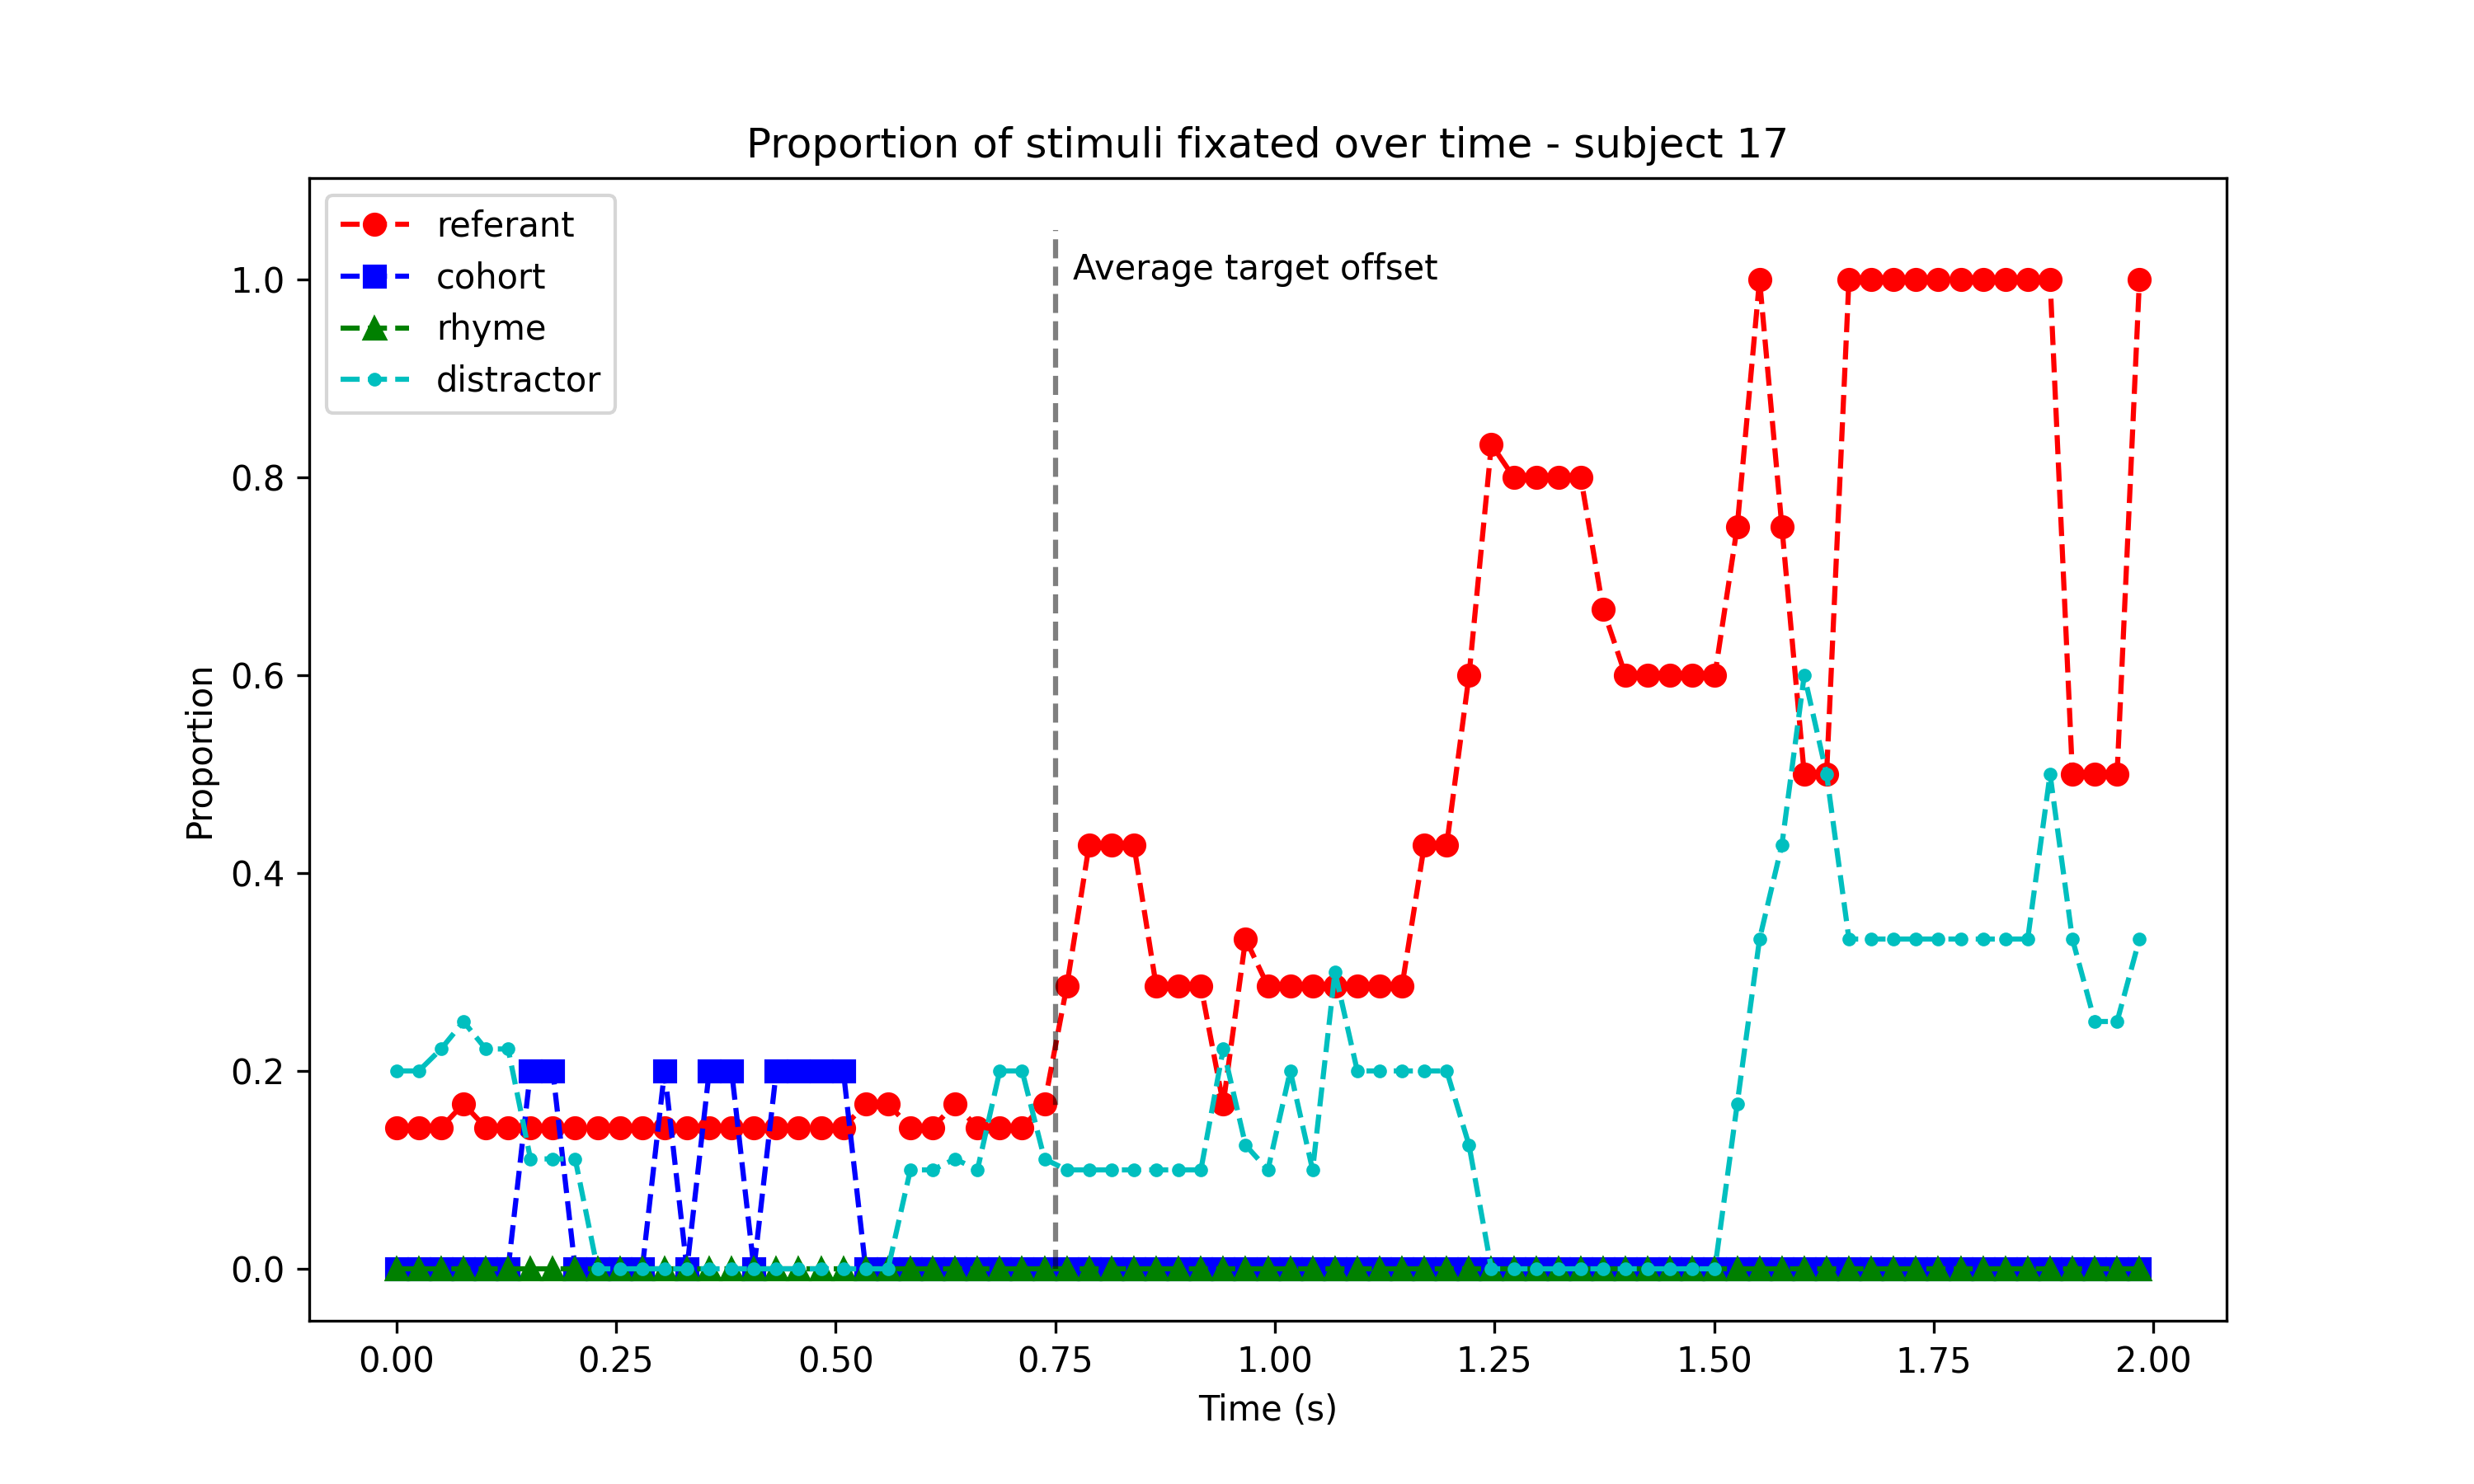 Proportion of stimuli fixated over time - subject 17
referant
cohort
rhyme
distractor
Average target offset
1.0
0.8
0.6
0.4
0.2
0.0
Proportion
0.00 0.25 0.50 0.75 1.00 1.25 1.50 1.75 2.00
Time (s)